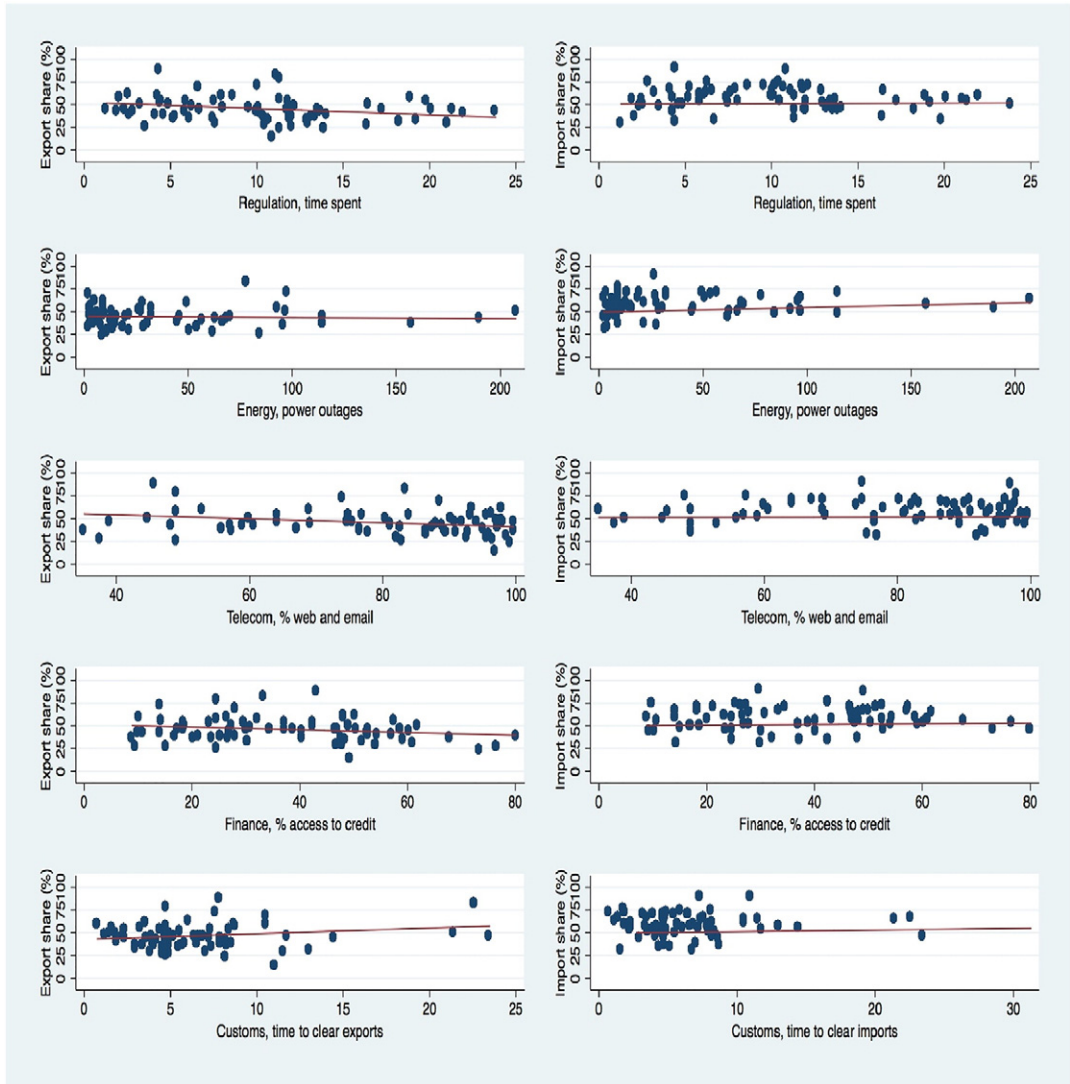 Export share (%)
0 25 50 75 100
0 5 10 15 20 25
Regulation, time spent
Import share (%)
0 25 50 75 100
0 5 10 15 20 25
Regulation, time spent
Export share (%)
0 25 50 75 100
0 50 100 150 200
Energy, power outages
Import share (%)
0 25 50 75 100
0 50 100 150 200
Energy, power outages
Export share (%)
0 25 50 75 100
40 60 80 100
Telecom, % web and email
Import share (%)
0 25 50 75 100
40 60 80 100
Telecom, % web and email
Export share (%)
0 25 50 75 100
0 20 40 60 80
Finance, % access to credit
Import share (%)
0 25 50 75 100
0 20 40 60 80
Finance, % access to credit
Export share (%)
0 25 50 75 100
0 5 10 15 20 25
Customs, time to clear exports
Import share (%)
0 25 50 75 100
0 10 20 30
Customs, time to clear imports